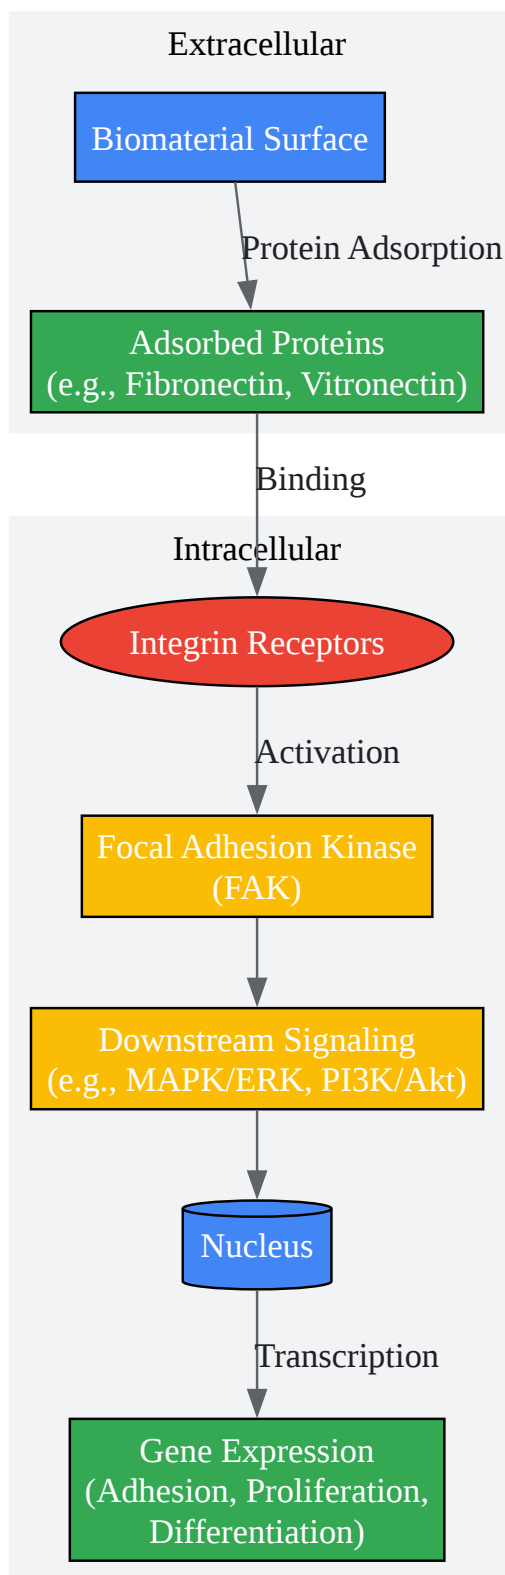 Extracellular
Biomaterial Surface
Protein Adsorption
Adsorbed Proteins
(e.g., Fibronectin, Vitronectin)
Binding
Intracellular
Integrin Receptors
Activation
Focal Adhesion Kinase
(FAK)
Downstream Signaling
(e.g., MAPK/ERK, PI3K/Akt)
Nucleus
Transcription
Gene Expression
(Adhesion, Proliferation,
Differentiation)